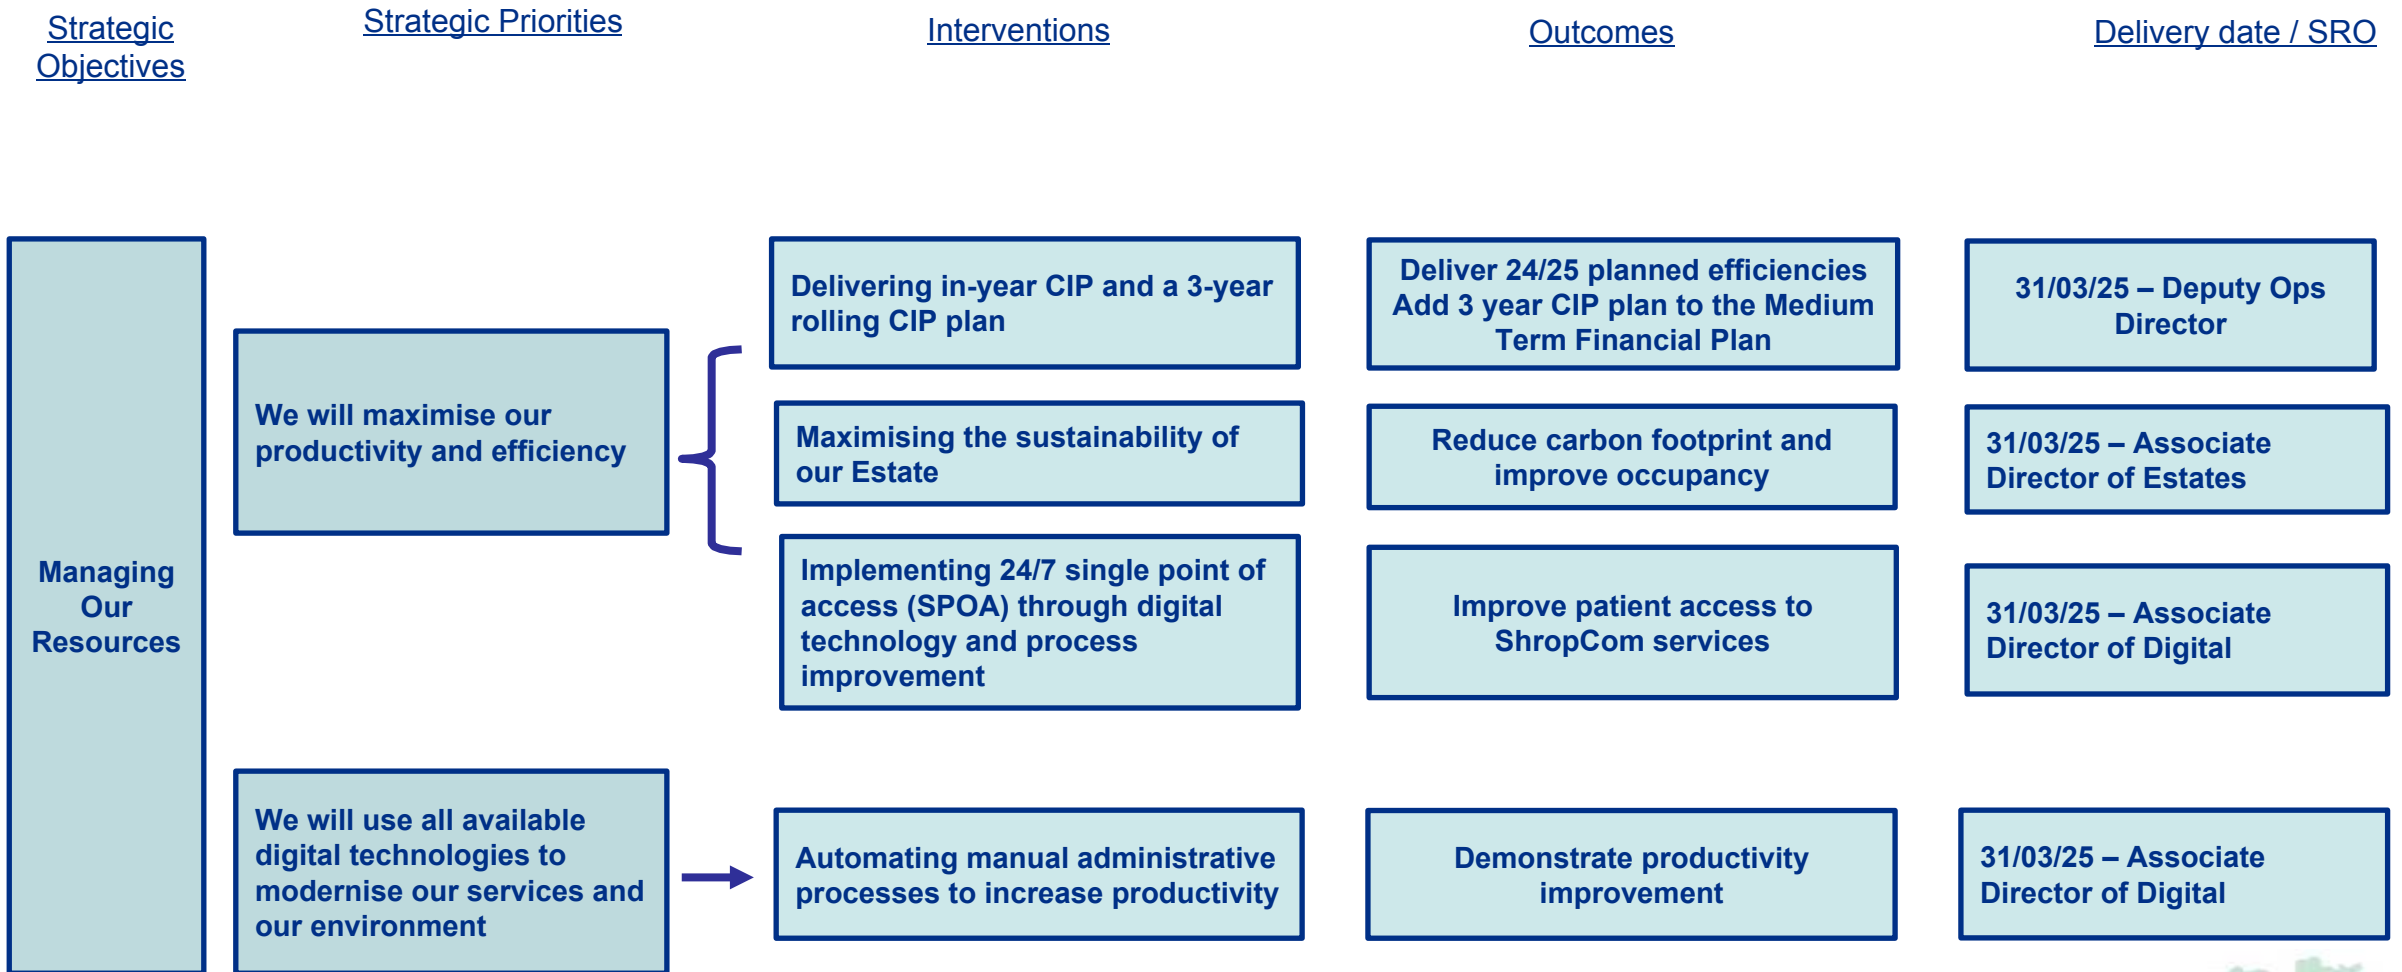 Strategic
Objectives
Strategic Priorities
Interventions
Outcomes
Delivery date / SRO
Managing
Our
Resources
We will maximise our
productivity and efficiency
Delivering in-year CIP and a 3-year
rolling CIP plan
Deliver 24/25 planned efficiencies
Add 3 year CIP plan to the Medium
Term Financial Plan
31/03/25 – Deputy Ops
Director
Maximising the sustainability of
our Estate
Reduce carbon footprint and
improve occupancy
31/03/25 – Associate
Director of Estates
Implementing 24/7 single point of
access (SPOA) through digital
technology and process
improvement
Improve patient access to
ShropCom services
31/03/25 – Associate
Director of Digital
We will use all available
digital technologies to
modernise our services and
our environment
Automating manual administrative
processes to increase productivity
Demonstrate productivity
improvement
31/03/25 – Associate
Director of Digital